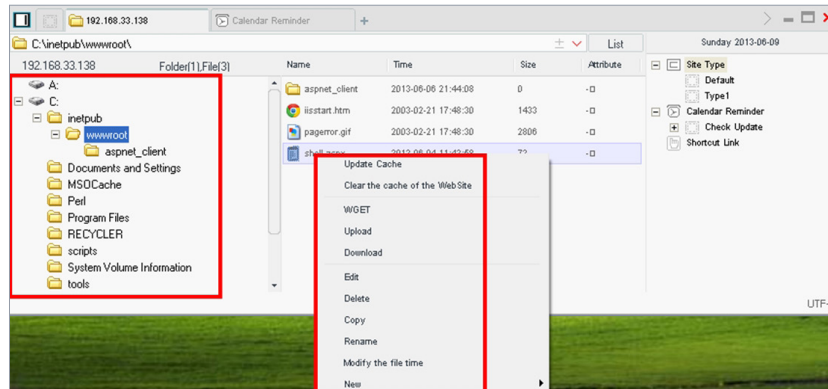 192.168.33.138
Calendar Reminder
C:\inetpub\wwwroot\
List
Sunday 2013-06-09
192.168.33.138
Folder(1),File(3)
Name Time Size Attribute
A:
C:
inetpub
wwwroot
aspnet_client
Documents and Settings
MSOCache
Perl
Program Files
RECYCLER
scripts
System Volume Information
tools
aspnet_client 2013-06-06 21:44:08 0
iisstart.htm 2003-02-21 17:48:30 1433
pagerror.gif 2003-02-21 17:48:30 2806
shell.aspx
Update Cache
Clear the cache of the WebSite
WGET
Upload
Download
Edit
Delete
Copy
Rename
Modify the file time
New
Site Type
Default
Type1
Calendar Reminder
Check Update
Shortcut Link
UTF-